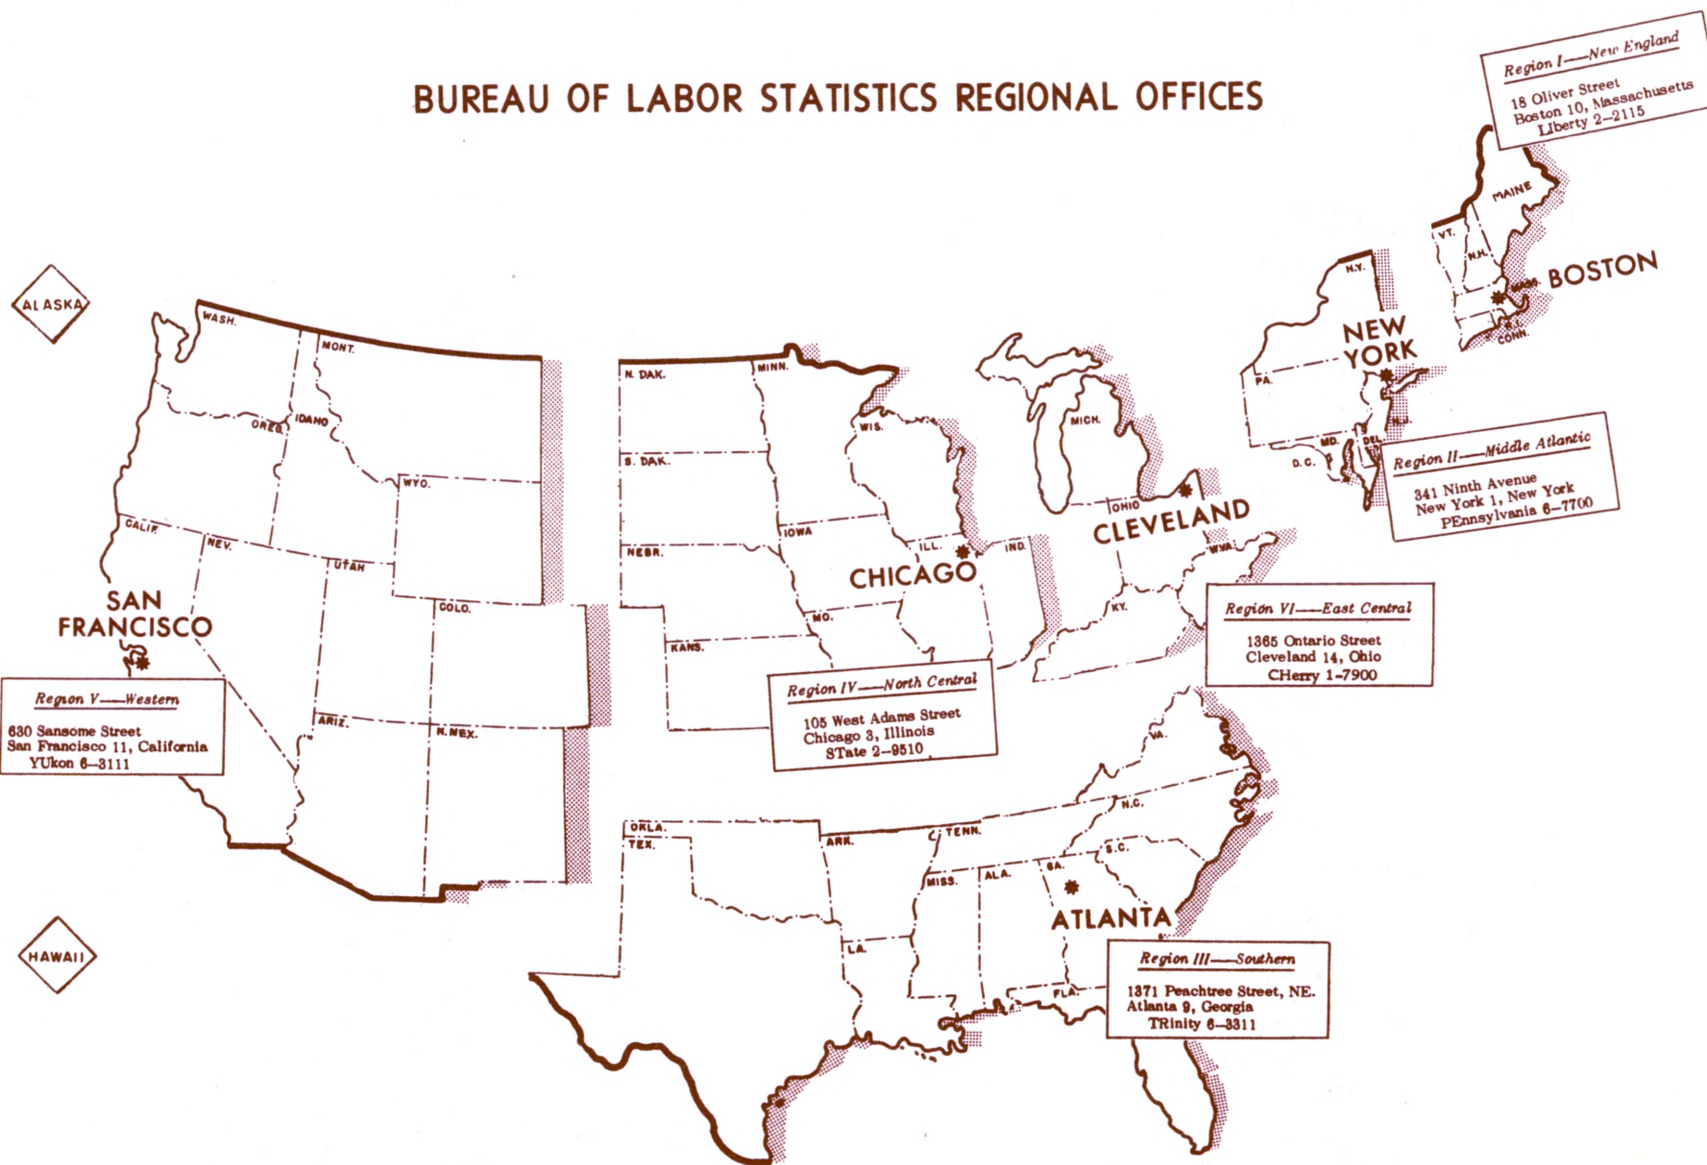 BUREAU OF LABOR STATISTICS REGIONAL OFFICES
Region I—New England
18 Oliver Street
Boston 10, Massachusetts
LIberty 2-2115
MAINE
VT.
N.H.
MASS.
BOSTON
R.I.
CONN.
ALASKA
N.Y.
NEW
YORK
PA.
N.J.
MD.
DEL.
D.C.
Region II—Middle Atlantic
341 Ninth Avenue
New York 1, New York
PEnnsylvania 6-7700
WASH.
MONT.
OREG.
IDAHO
WYO.
CALIF.
NEV.
UTAH
COLO.
ARIZ.
N.MEX.
SAN
FRANCISCO
Region V—Western
630 Sansome Street
San Francisco 11, California
YUkon 6-3111
N. DAK.
MINN.
S. DAK.
WIS.
IOWA
NEBR.
ILL.
IND.
CHICAGO
MO.
KANS.
Region IV—North Central
105 West Adams Street
Chicago 3, Illinois
STate 2-9510
MICH.
OHIO
CLEVELAND
W.VA.
KY.
Region VI—East Central
1365 Ontario Street
Cleveland 14, Ohio
CHerry 1-7900
VA.
N.C.
OKLA.
TEX.
ARK.
TENN.
S.C.
MISS.
ALA.
GA.
ATLANTA
LA.
FLA.
Region III—Southern
1371 Peachtree Street, NE.
Atlanta 9, Georgia
TRinity 6-3311
HAWAII